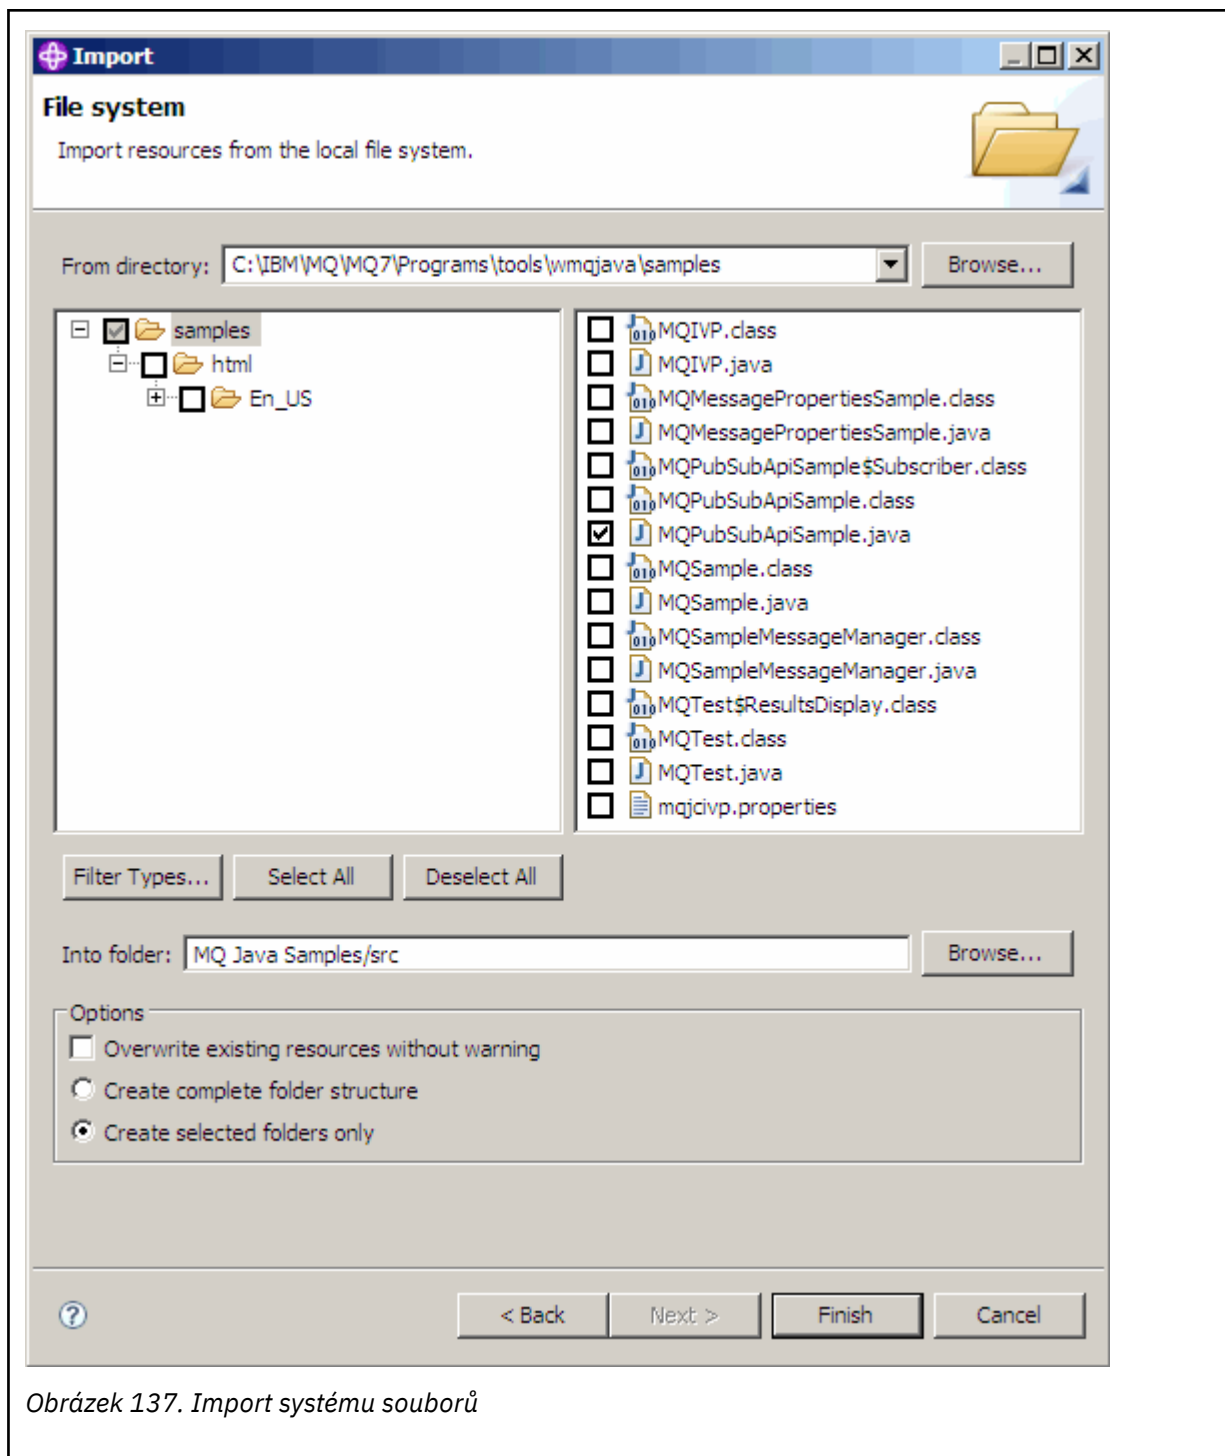 Import
File system
Import resources from the local file system.
From directory: C:\IBM\MQ\MQ7\Programs\tools\wmqjava\samples Browse...
samples
html
En_US
MQIVP.class
MQIVP.java
MQMessagePropertiesSample.class
MQMessagePropertiesSample.java
MQPubSubApiSample$Subscriber.class
MQPubSubApiSample.class
MQPubSubApiSample.java
MQSample.class
MQSample.java
MQSampleMessageManager.class
MQSampleMessageManager.java
MQTest$ResultsDisplay.class
MQTest.class
MQTest.java
mqjcivp.properties
Filter Types... Select All Deselect All
Into folder: MQ Java Samples/src Browse...
Options
Overwrite existing resources without warning
Create complete folder structure
Create selected folders only
< Back Next > Finish Cancel
Obrázek 137. Import systému souborů